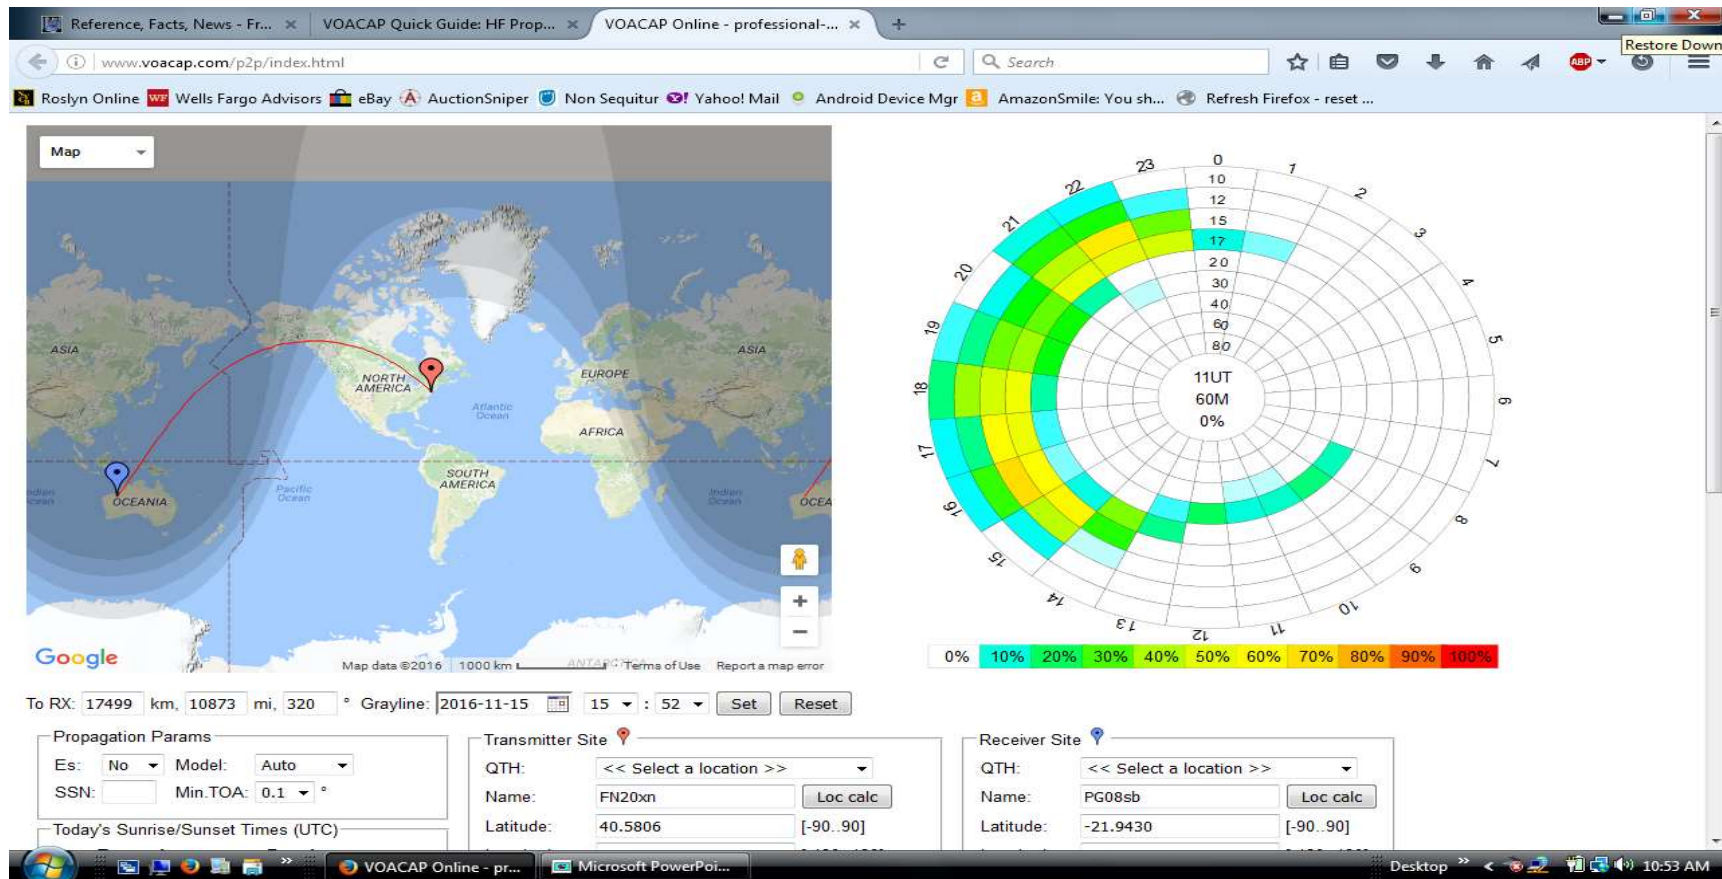 Reference, Facts, News - Fr... × VOACAP Quick Guide: HF Prop... × VOACAP Online - professional-... × +
Restore Down
www.voacap.com/p2p/index.html Search ABP
Roslyn Online WF Wells Fargo Advisors eBay AuctionSniper Non Sequitur Yahoo! Mail Android Device Mgr AmazonSmile: You sh... Refresh Firefox - reset ...
Map
ASIA
NORTH
AMERICA
Atlantic
Ocean
EUROPE
ASIA
AFRICA
SOUTH
AMERICA
OCEANIA
Pacific
Ocean
Indian
Ocean
OCEA
Google
Map data ©2016 1000 km Terms of Use Report a map error
0 1 2 3 4 5 6 7 8 9 10 11 12 13 14 15 16 17 18 19 20 21 22 23
10
12
15
17
20
30
40
60
80
11UT
60M
0%
0% 10% 20% 30% 40% 50% 60% 70% 80% 90% 100%
To RX: 17499 km, 10873 mi, 320 ° Grayline: 2016-11-15 15 : 52 Set Reset
Propagation Params
Es: No Model: Auto
SSN: Min.TOA: 0.1 °
Today's Sunrise/Sunset Times (UTC)
Transmitter Site
QTH: << Select a location >>
Name: FN20xn Loc calc
Latitude: 40.5806 [-90..90]
Receiver Site
QTH: << Select a location >>
Name: PG08sb Loc calc
Latitude: -21.9430 [-90..90]
VOACAP Online - pr... Microsoft PowerPoi... Desktop 10:53 AM